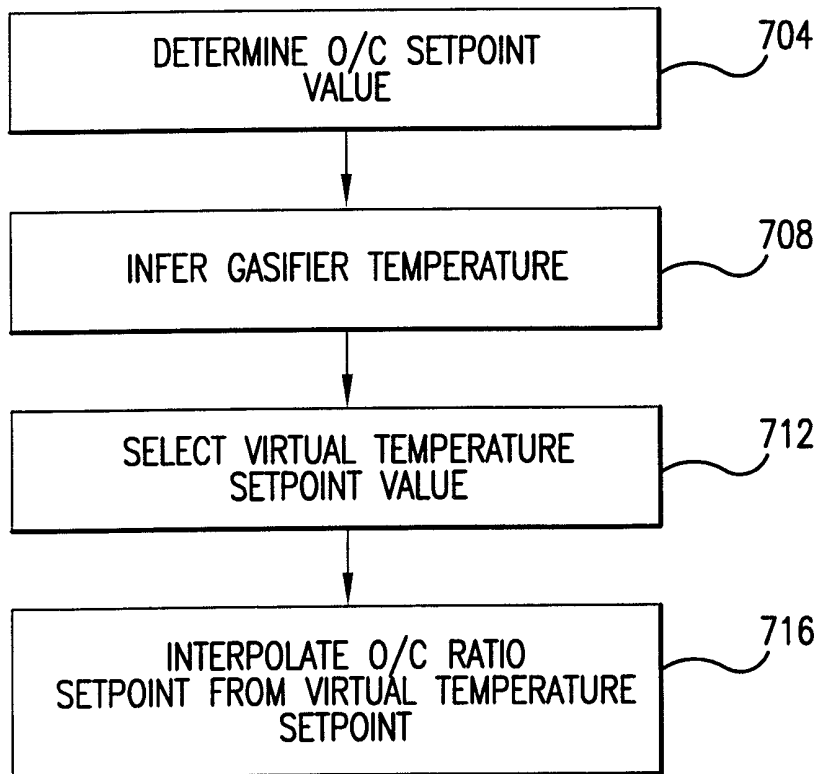 DETERMINE O/C SETPOINT
VALUE
704
INFER GASIFIER TEMPERATURE
708
SELECT VIRTUAL TEMPERATURE
SETPOINT VALUE
712
INTERPOLATE O/C RATIO
SETPOINT FROM VIRTUAL TEMPERATURE
SETPOINT
716